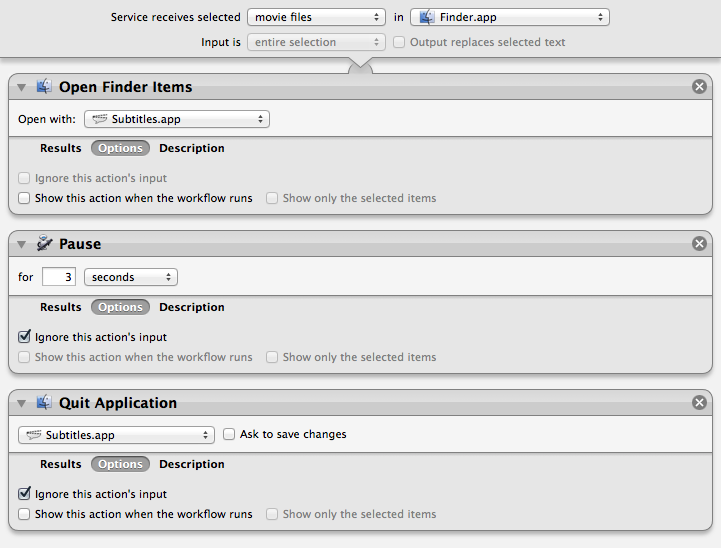 Service receives selected movie files in Finder.app
Input is entire selection Output replaces selected text
Open Finder Items
Open with: Subtitles.app
Results Options Description
Ignore this action's input
Show this action when the workflow runs Show only the selected items
Pause
for 3 seconds
Results Options Description
Ignore this action's input
Show this action when the workflow runs Show only the selected items
Quit Application
Subtitles.app Ask to save changes
Results Options Description
Ignore this action's input
Show this action when the workflow runs Show only the selected items